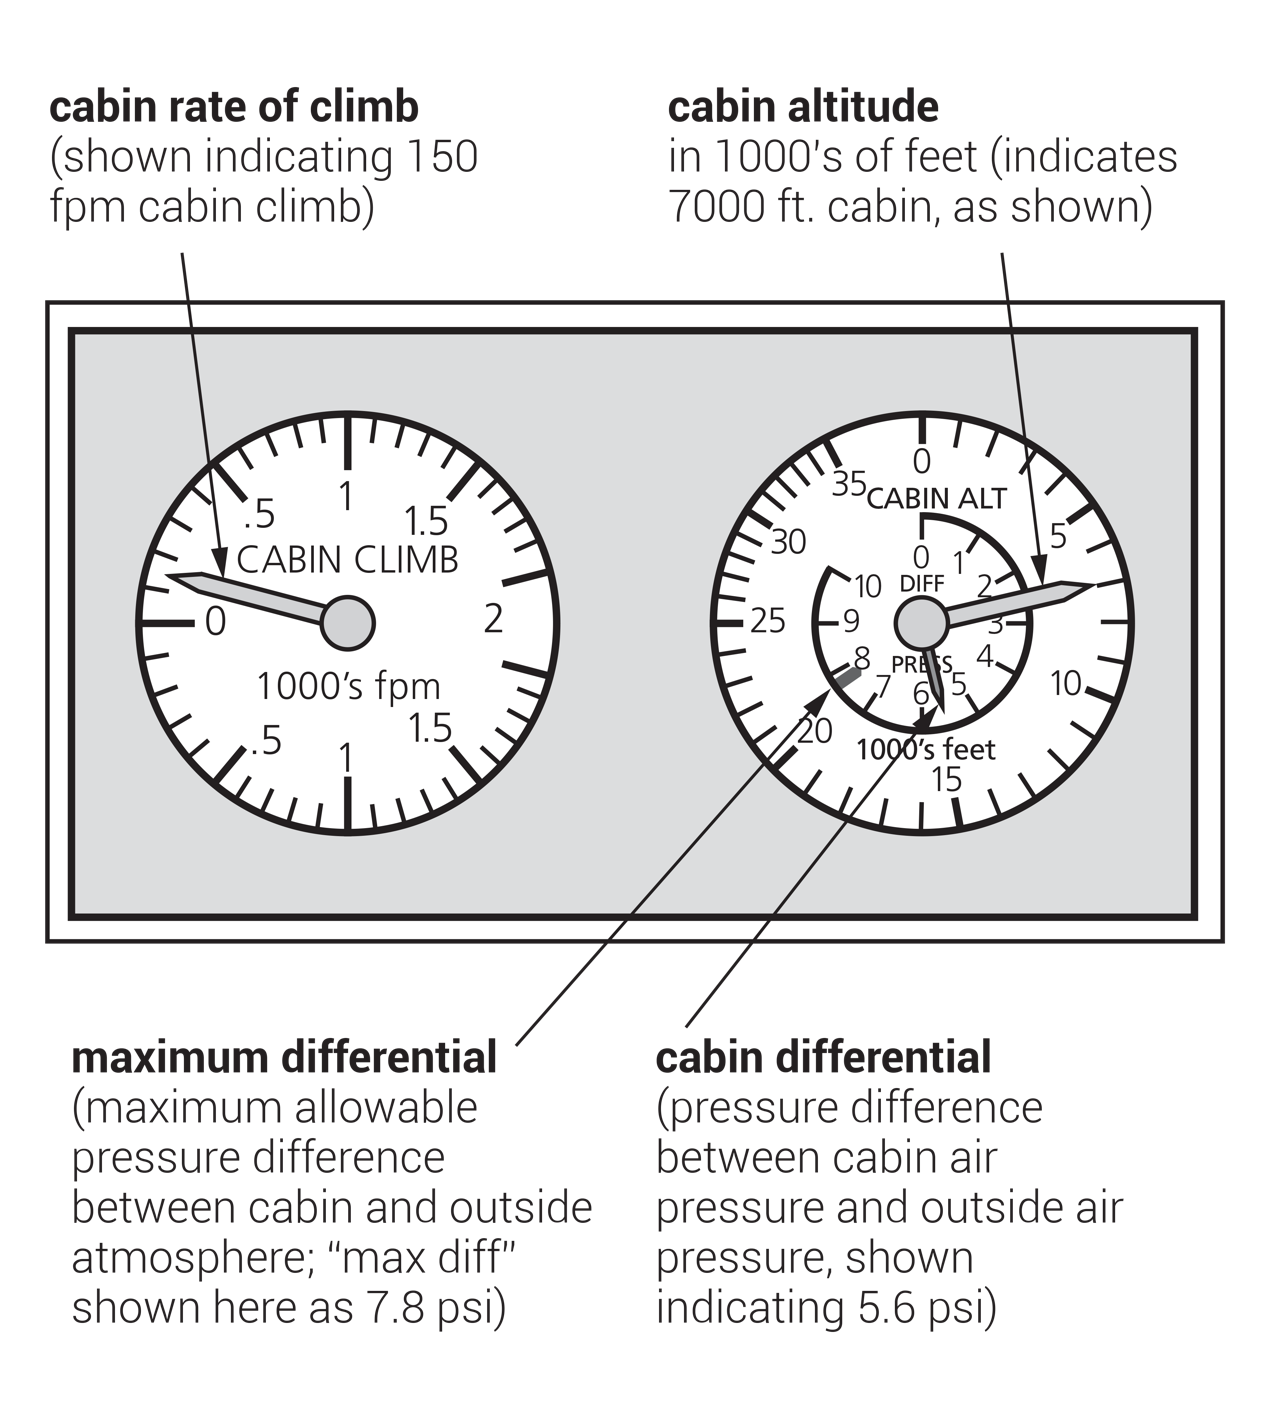 cabin rate of climb
(shown indicating 150
fpm cabin climb)
cabin altitude
in 1000's of feet (indicates
7000 ft. cabin, as shown)
.5
1
1.5
CABIN CLIMB
0
2
1000's fpm
.5
1
1.5
0
35
CABIN ALT
5
30
0
1
DIFF
2
10
25
9
3
8
PRESS
4
7
6
5
10
20
1000's feet
15
maximum differential
(maximum allowable
pressure difference
between cabin and outside
atmosphere; “max diff”
shown here as 7.8 psi)
cabin differential
(pressure difference
between cabin air
pressure and outside air
pressure, shown
indicating 5.6 psi)